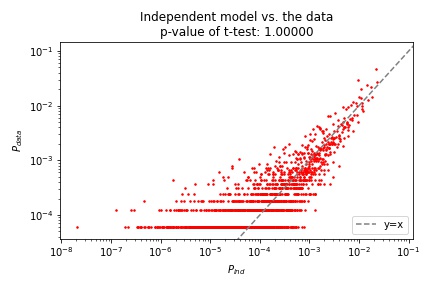 Independent model vs. the data
p-value of t-test: 1.00000
10⁻¹
10⁻²
10⁻³
10⁻⁴
P_data
10⁻⁸ 10⁻⁷ 10⁻⁶ 10⁻⁵ 10⁻⁴ 10⁻³ 10⁻² 10⁻¹
P_ind
y=x